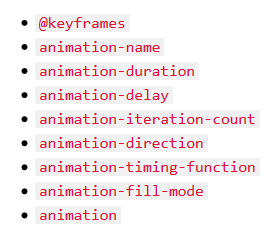 @keyframes
animation-name
animation-duration
animation-delay
animation-iteration-count
animation-direction
animation-timing-function
animation-fill-mode
animation